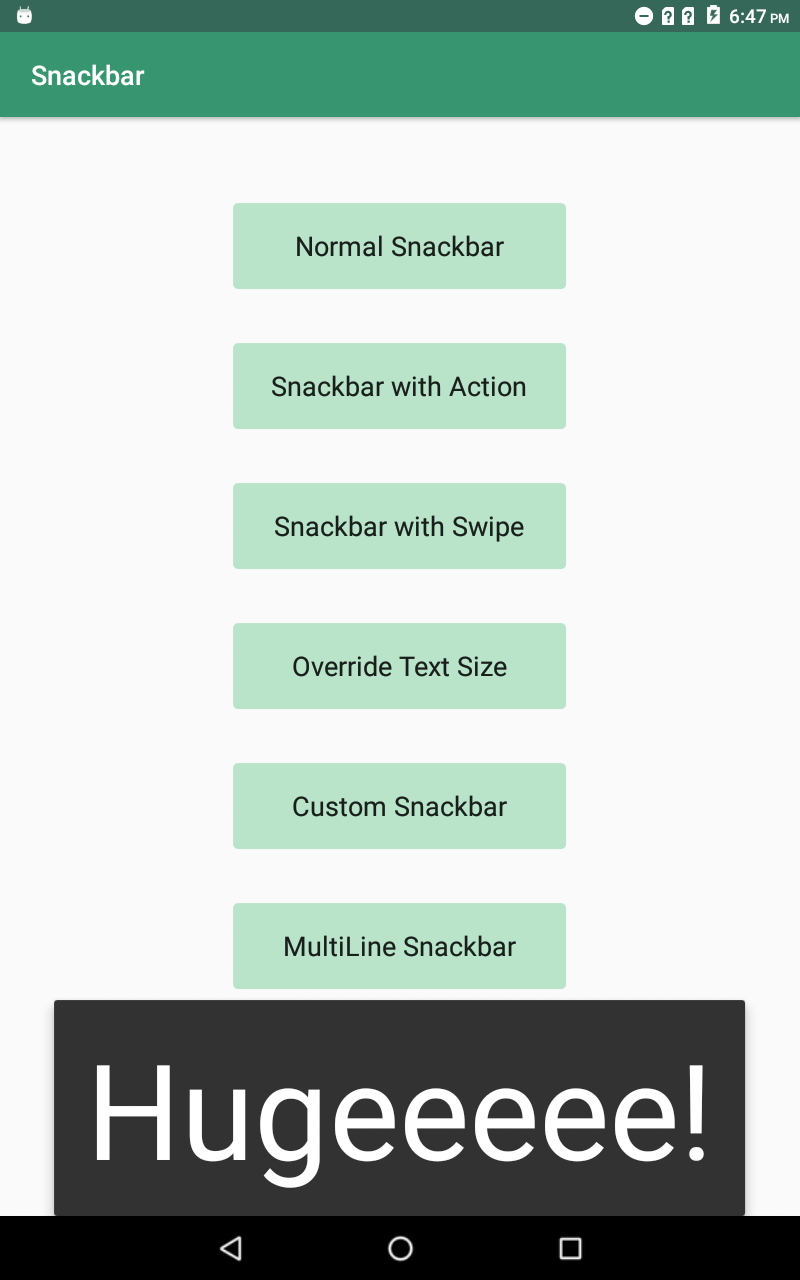 6:47 PM
Snackbar
Normal Snackbar
Snackbar with Action
Snackbar with Swipe
Override Text Size
Custom Snackbar
MultiLine Snackbar
Hugeeeee!